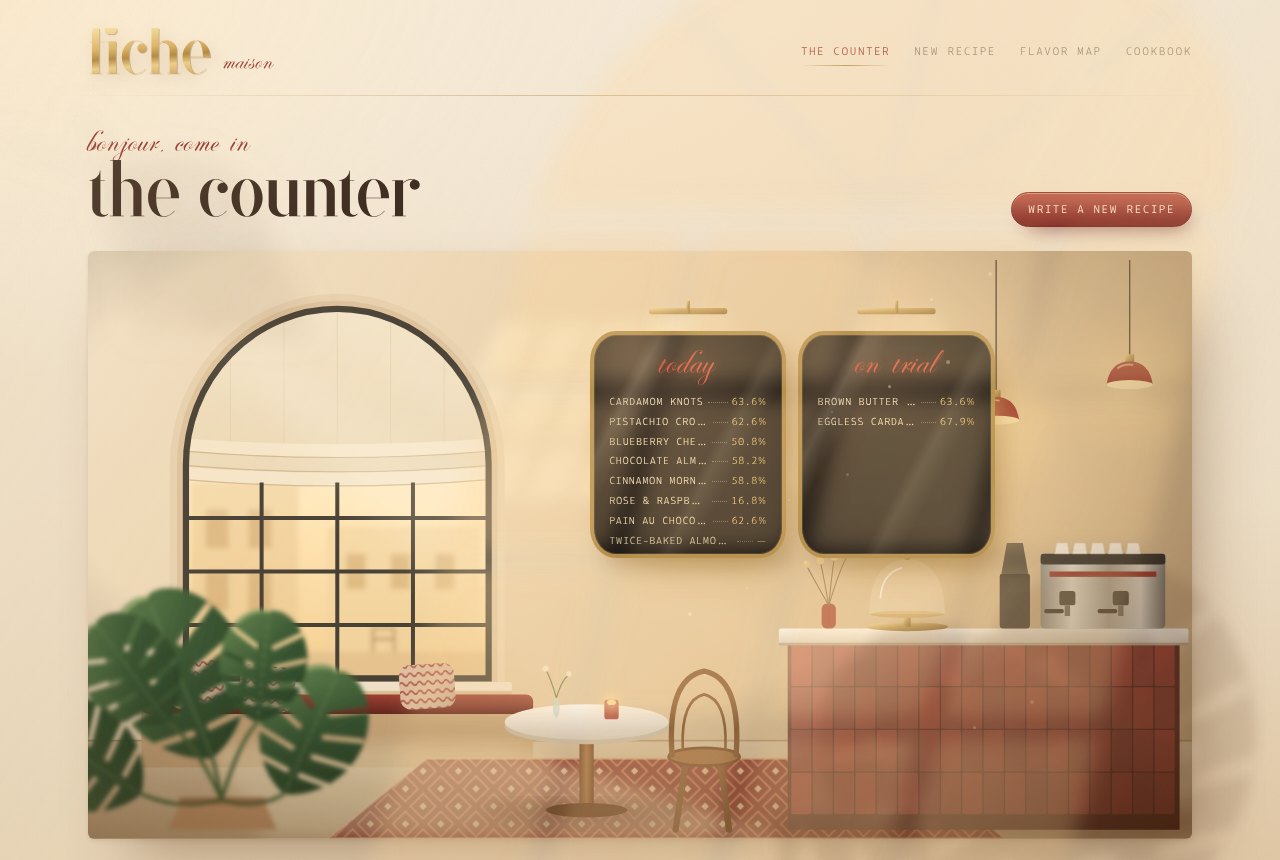 liche maison
THE COUNTER NEW RECIPE FLAVOR MAP COOKBOOK
bonjour, come in
the counter
WRITE A NEW RECIPE
today
CARDAMOM KNOTS 63.6%
PISTACHIO CRO… 62.6%
BLUEBERRY CHE… 50.8%
CHOCOLATE ALM… 58.2%
CINNAMON MORN… 58.8%
ROSE & RASPB… 16.8%
PAIN AU CHOCO… 62.6%
TWICE-BAKED ALMO… —
on trial
BROWN BUTTER … 63.6%
EGGLESS CARDA… 67.9%